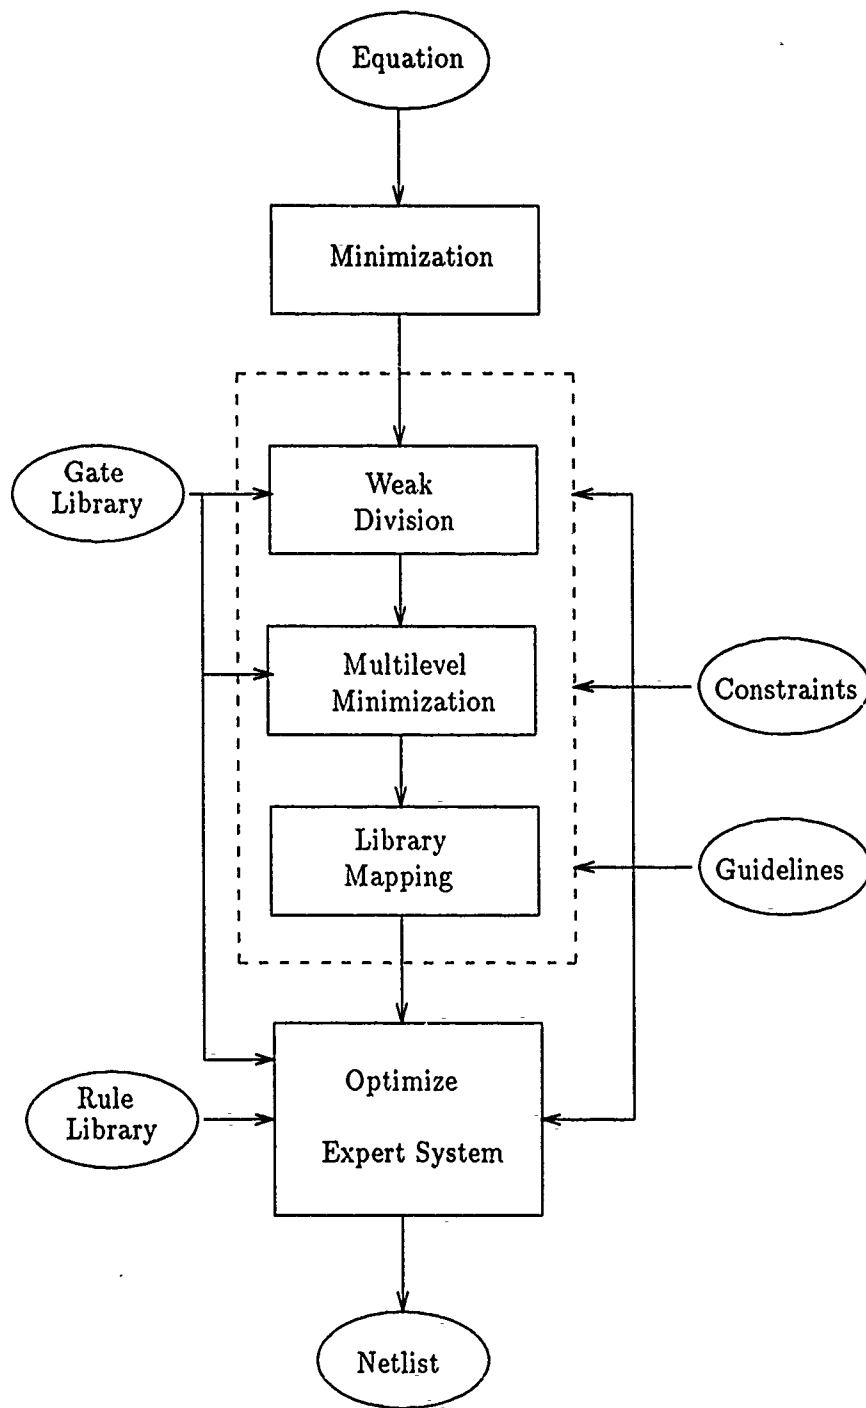 Equation
Minimization
Gate
Library
Weak
Division
Multilevel
Minimization
Constraints
Library
Mapping
Guidelines
Optimize
Expert System
Rule
Library
Netlist